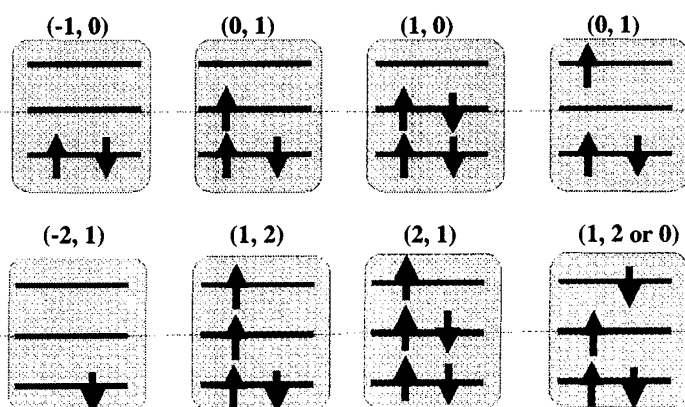 (-1, 0) (0, 1) (1, 0) (0, 1)
(-2, 1) (1, 2) (2, 1) (1, 2 or 0)